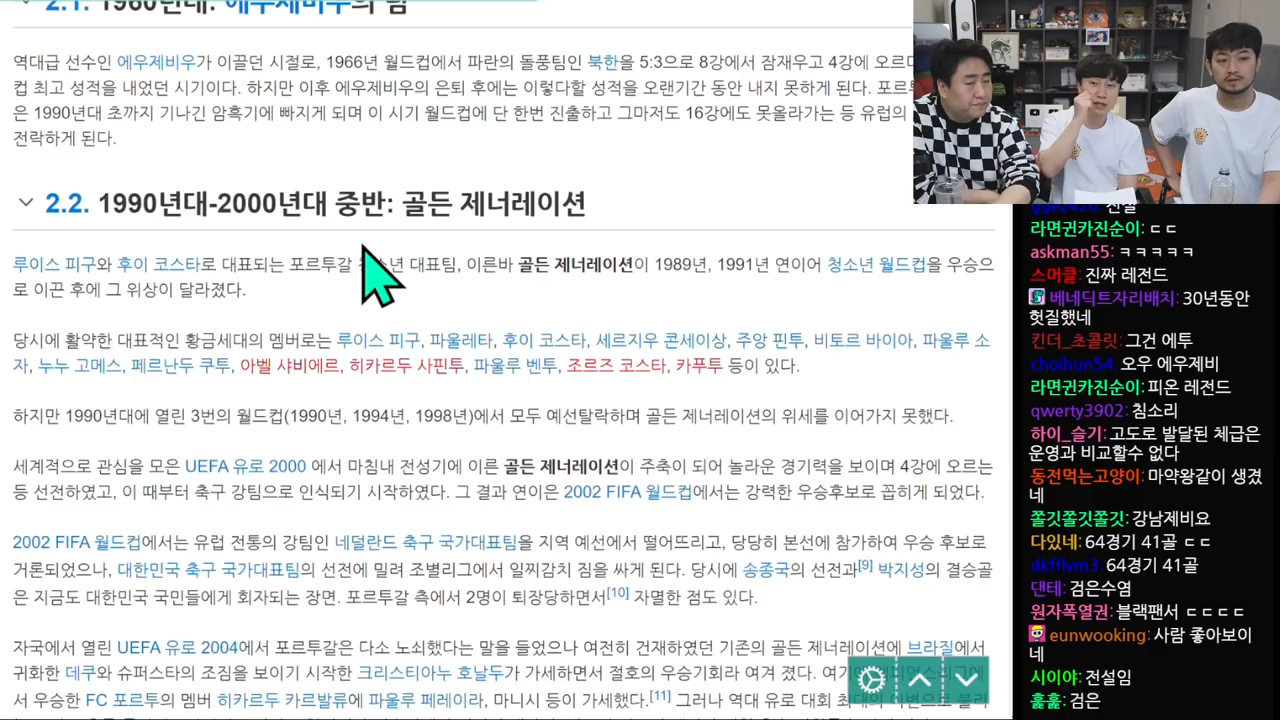 2.1. 1960년대: 에우제비우의 힘
역대급 선수인 에우제비우가 이끌던 시절로, 1966년 월드컵에서 파란의 돌풍팀인 북한을 5:3으로 8강에서 잠재우고 4강에 오르
컵 최고 성적을 내었던 시기이다. 하지만 이후 에우제비우의 은퇴 후에는 이렇다할 성적을 오랜기간 동안 내지 못하게 된다.
은 1990년대 초까지 기나긴 암흑기에 빠지게 되며 이 시기 월드컵에 단 한번 진출하고 그마저도 16강에도 못올라가는 등 유럽의
전락하게 된다.
2.2. 1990년대-2000년대 중반: 골든 제너레이션
루이스 피구와 후이 코스타로 대표되는 포르투갈 대표팀, 이른바 골든 제너레이션이 1989년, 1991년 연이어 청소년 월드컵을 우승으
로 이끈 후에 그 위상이 달라졌다.
당시에 활약한 대표적인 황금세대의 멤버로는 루이스 피구, 파울레타, 후이 코스타, 세르지우 콘세이상, 주앙 핀투, 비토르 바이아, 파울루 소
자, 누누 고메스, 페르난두 쿠투, 아벨 샤비에르, 히카르두 사핀투, 파울루 벤투, 조르즈 코스타, 카푸투 등이 있다.
하지만 1990년대에 열린 3번의 월드컵(1990년, 1994년, 1998년)에서 모두 예선탈락하며 골든 제너레이션의 위세를 이어가지 못했다.
세계적으로 관심을 모은 UEFA 유로 2000 에서 마침내 전성기에 이른 골든 제너레이션이 주축이 되어 놀라운 경기력을 보이며 4강에 오르는
등 선전하였고, 이 때부터 축구 강팀으로 인식되기 시작하였다. 그 결과 연이은 2002 FIFA 월드컵에서는 강력한 우승후보로 꼽히게 되었다.
2002 FIFA 월드컵에서는 유럽 전통의 강팀인 네덜란드 축구 국가대표팀을 지역 예선에서 떨어뜨리고, 당당히 본선에 참가하여 우승 후보로
거론되었으나, 대한민국 축구 국가대표팀의 선전에 밀려 조별리그에서 일찌감치 짐을 싸게 된다. 당시에 송종국의 선전과[9] 박지성의 결승골
은 지금도 대한민국 국민들에게 회자되는 장면. 포르투갈 측에서 2명이 퇴장당하면서[10] 자멸한 점도 있다.
자국에서 열린 UEFA 유로 2004에서 포르투갈은 다소 노쇠했다는 말을 들었으나 여전히 건재하였던 기존의 골든 제너레이션에 브라질에서
귀화한 데쿠와 슈퍼스타의 조짐을 보이기 시작한 크리스티아누 호날두가 가세하면서 절호의 우승기회라 여겨 졌다.
서 우승한 FC 포르투의 멤버 히카르두 카르발류, 파울루 페헤이라, 마니시 등이 가세했다.[11] 그러나 역대 유로 대회
라면귄카진순이: ㄷㄷ
askman55: ㅋㅋㅋㅋㅋ
스머클: 진짜 레전드
베네딕트자리배치: 30년동안
헛질했네
킨더_초콜릿: 그건 에투
choihun54: 오우 에우제비
라면귄카진순이: 피온 레전드
qwerty3902: 침소리
하이_슬기: 고도로 발달된 체급은
운영과 비교할수 없다
동전먹는고양이: 마약왕같이 생겼
네
쫄깃쫄깃쫄깃: 강남제비요
다있네: 64경기 41골 ㄷㄷ
dkfflvm3: 64경기 41골
댄테: 검은수염
원자폭열권: 블랙팬서 ㄷㄷㄷㄷ
eunwooking: 사람 좋아보이
네
시이야: 전설임
훑훑: 검은